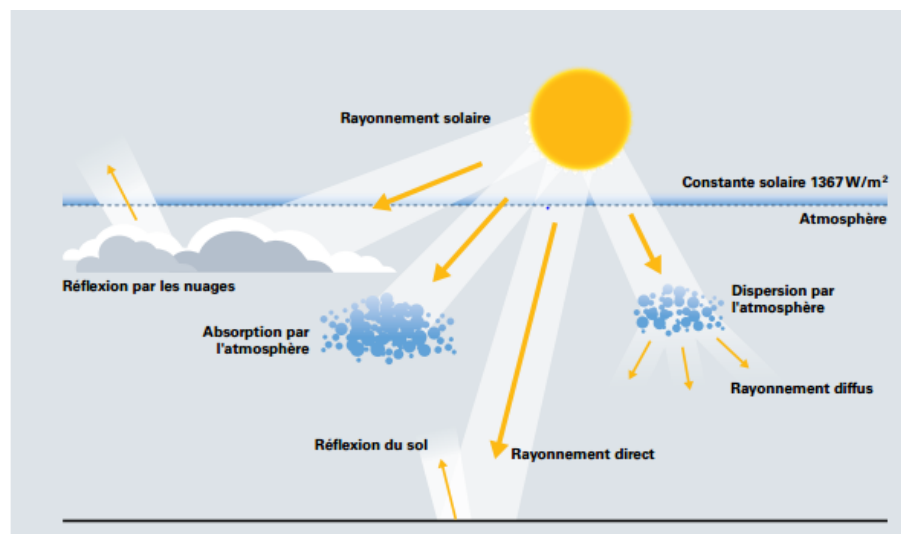 Rayonnement solaire
Constante solaire 1367 W/m²
Atmosphère
Réflexion par les nuages
Dispersion par
l'atmosphère
Absorption par
l'atmosphère
Rayonnement diffus
Réflexion du sol
Rayonnement direct